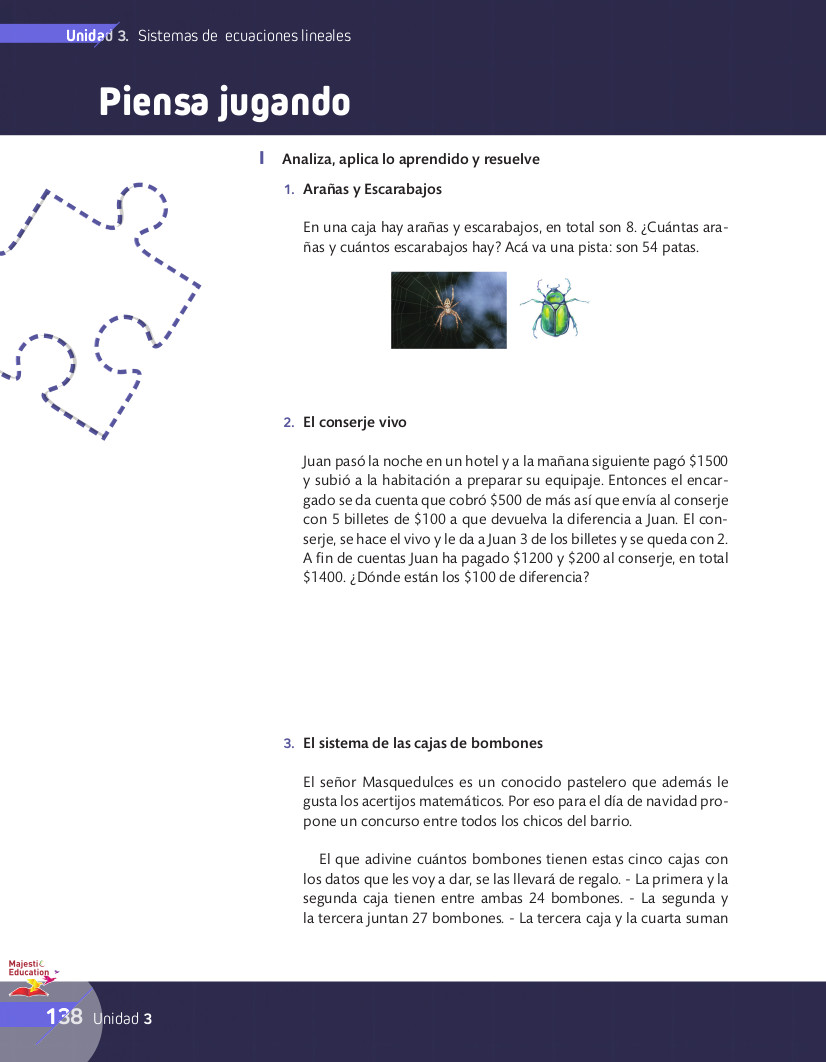 Unidad 3. Sistemas de ecuaciones lineales
Piensa jugando
I Analiza, aplica lo aprendido y resuelve
1. Arañas y Escarabajos
En una caja hay arañas y escarabajos, en total son 8. ¿Cuántas ara-
ñas y cuántos escarabajos hay? Acá va una pista: son 54 patas.
2. El conserje vivo
Juan pasó la noche en un hotel y a la mañana siguiente pagó $1500
y subió a la habitación a preparar su equipaje. Entonces el encar-
gado se da cuenta que cobró $500 de más así que envía al conserje
con 5 billetes de $100 a que devuelva la diferencia a Juan. El con-
serje, se hace el vivo y le da a Juan 3 de los billetes y se queda con 2.
A fin de cuentas Juan ha pagado $1200 y $200 al conserje, en total
$1400. ¿Dónde están los $100 de diferencia?
3. El sistema de las cajas de bombones
El señor Masquedulces es un conocido pastelero que además le
gusta los acertijos matemáticos. Por eso para el día de navidad pro-
pone un concurso entre todos los chicos del barrio.
El que adivine cuántos bombones tienen estas cinco cajas con
los datos que les voy a dar, se las llevará de regalo. - La primera y la
segunda caja tienen entre ambas 24 bombones. - La segunda y
la tercera juntan 27 bombones. - La tercera caja y la cuarta suman
Majesti
Education
138 Unidad 3